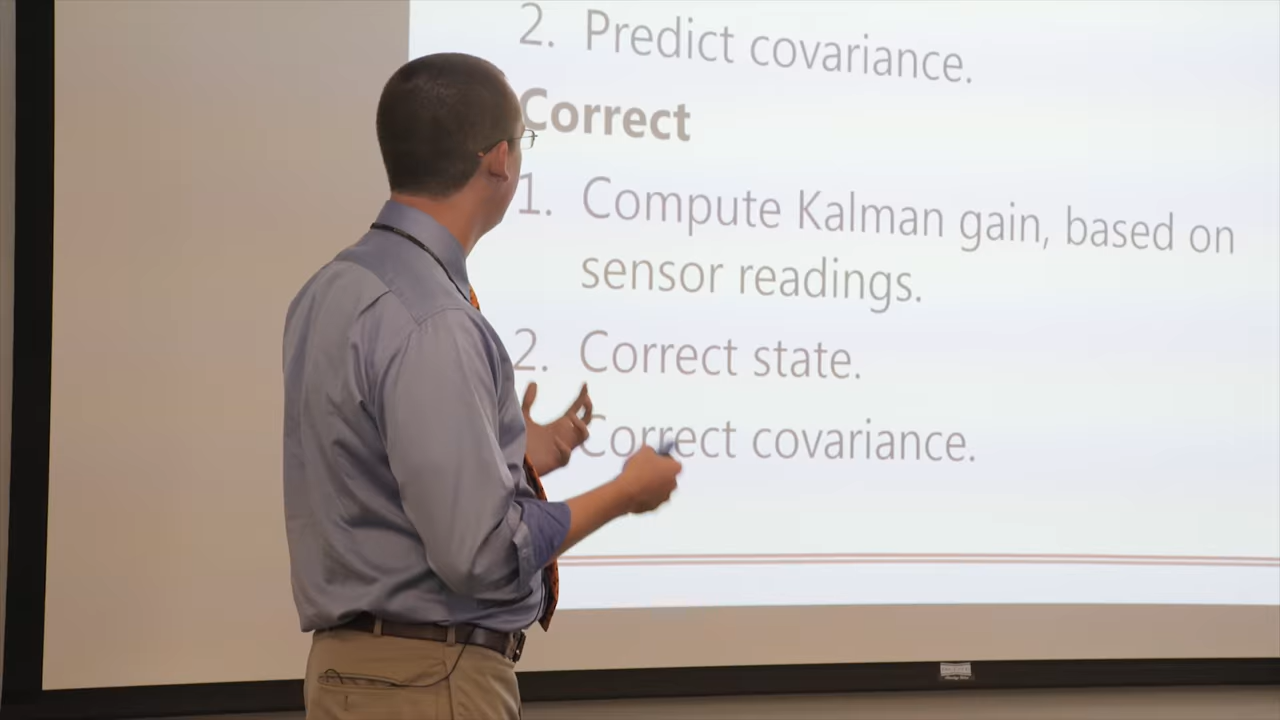 2. Predict covariance.
Correct
1. Compute Kalman gain, based on
sensor readings.
2. Correct state.
Correct covariance.